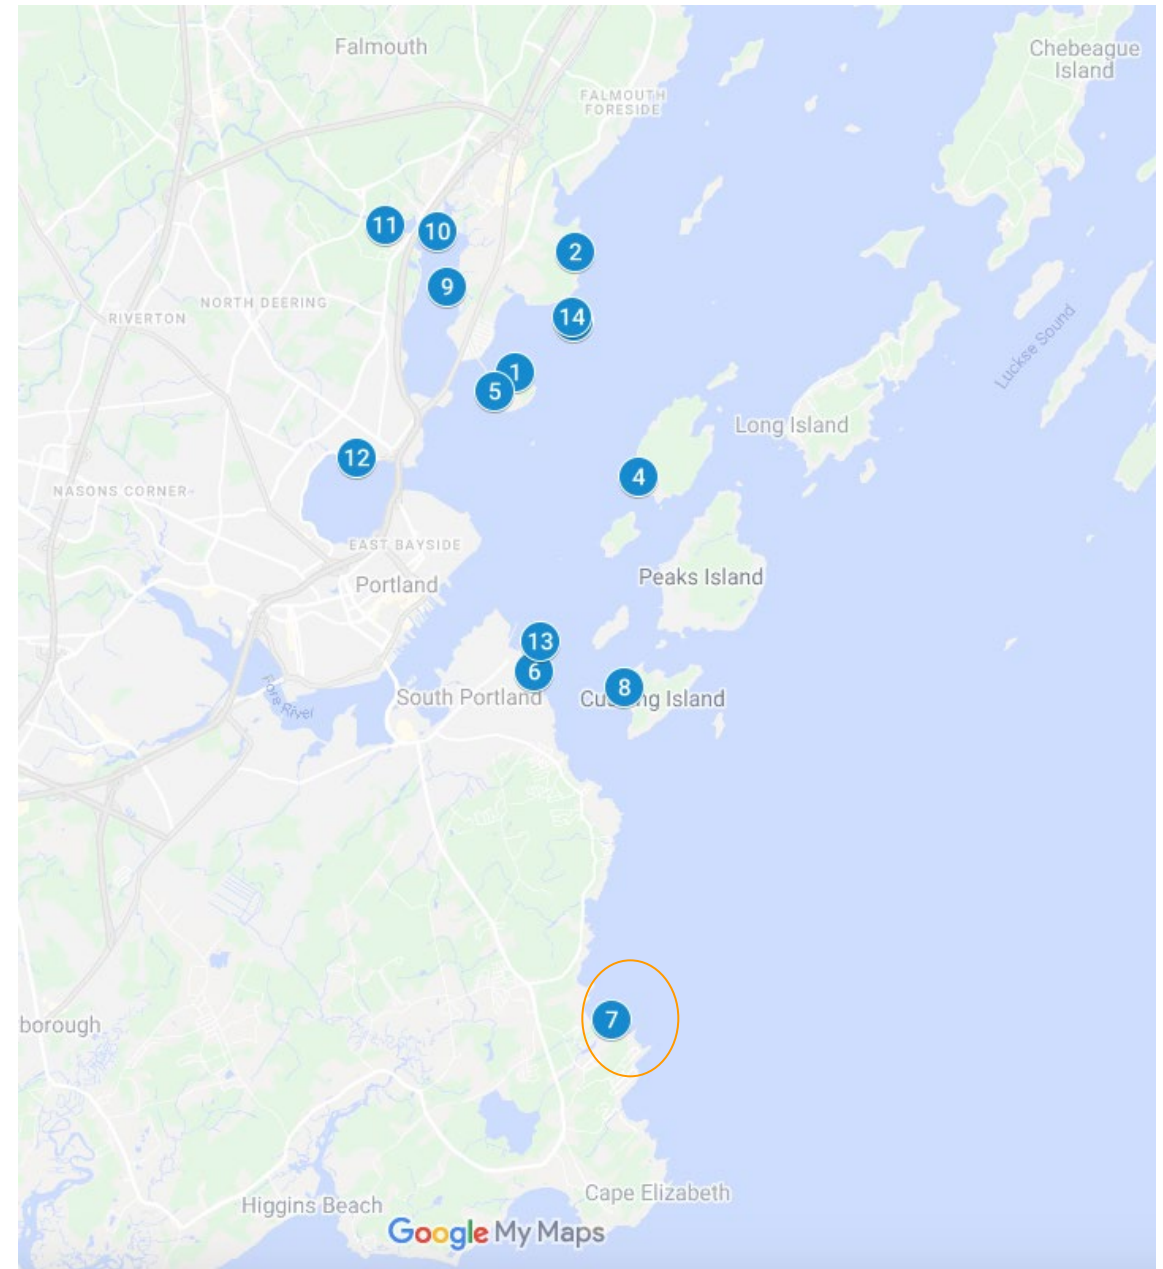 Falmouth
Chebeague
Island
FALMOUTH
FORESIDE
11
10
2
9
NORTH DEERING
RIVERTON
14
Luckse Sound
1
5
Long Island
12
4
NASONS CORNER
EAST BAYSIDE
Portland
Peaks Island
13
6
8
South Portland
Cu ng Island
Fore River
7
borough
Cape Elizabeth
Higgins Beach
Google My Maps